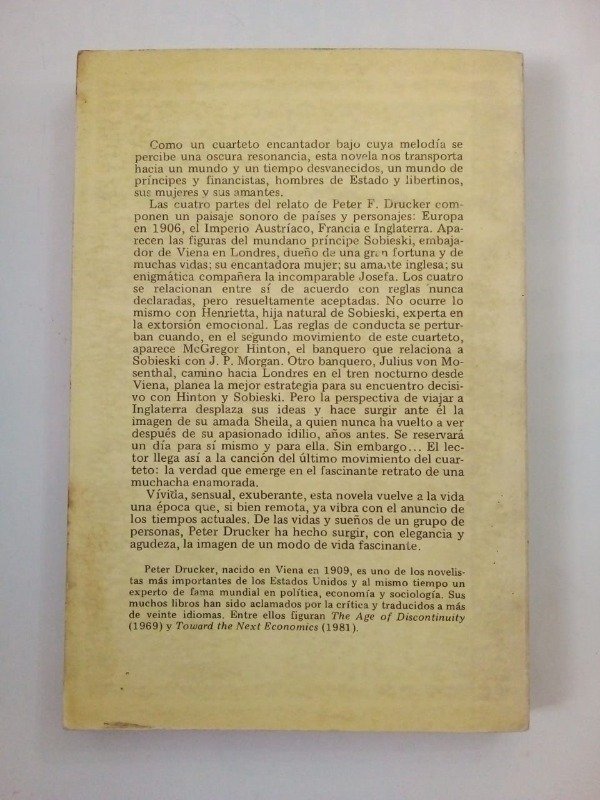 Como un cuarteto encantador bajo cuya melodía se
percibe una oscura resonancia, esta novela nos transporta
hacia un mundo y un tiempo desvanecidos, un mundo de
príncipes y financistas, hombres de Estado y libertinos,
sus mujeres y sus amantes.
Las cuatro partes del relato de Peter F. Drucker com-
ponen un paisaje sonoro de países y personajes: Europa
en 1906, el Imperio Austríaco, Francia e Inglaterra. Apa-
recen las figuras del mundano príncipe Sobieski, embaja-
dor de Viena en Londres, dueño de una gran fortuna y de
muchas vidas; su encantadora mujer; su amante inglesa; su
enigmática compañera la incomparable Josefa. Los cuatro
se relacionan entre sí de acuerdo con reglas nunca
declaradas, pero resueltamente aceptadas. No ocurre lo
mismo con Henrietta, hija natural de Sobieski, experta en
la extorsión emocional. Las reglas de conducta se pertur-
ban cuando, en el segundo movimiento de este cuarteto,
aparece McGregor Hinton, el banquero que relaciona a
Sobieski con J. P. Morgan. Otro banquero, Julius von Mo-
senthal, camino hacia Londres en el tren nocturno desde
Viena, planea la mejor estrategia para su encuentro decisi-
vo con Hinton y Sobieski. Pero la perspectiva de viajar a
Inglaterra desplaza sus ideas y hace surgir ante él la
imagen de su amada Sheila, a quien nunca ha vuelto a ver
después de su apasionado idilio, años antes. Se reservará
un día para sí mismo y para ella. Sin embargo... El lec-
tor llega así a la canción del último movimiento del cuar-
teto: la verdad que emerge en el fascinante retrato de una
muchacha enamorada.
Vívida, sensual, exuberante, esta novela vuelve a la vida
una época que, si bien remota, ya vibra con el anuncio de
los tiempos actuales. De las vidas y sueños de un grupo de
personas, Peter Drucker ha hecho surgir, con elegancia y
agudeza, la imagen de un modo de vida fascinante.
Peter Drucker, nacido en Viena en 1909, es uno de los novelis-
tas más importantes de los Estados Unidos y al mismo tiempo un
experto de fama mundial en política, economía y sociología. Sus
muchos libros han sido aclamados por la crítica y traducidos a más
de veinte idiomas. Entre ellos figuran The Age of Discontinuity
(1969) y Toward the Next Economics (1981).